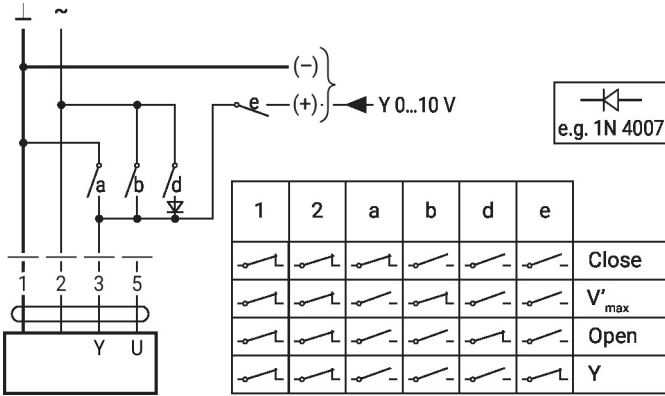 ⊥ ~
(–)
e (+) Y 0...10 V
e.g. 1N 4007
a b d
1 2 a b d e
Close
V'max
Open
Y
1 2 3 5
Y U